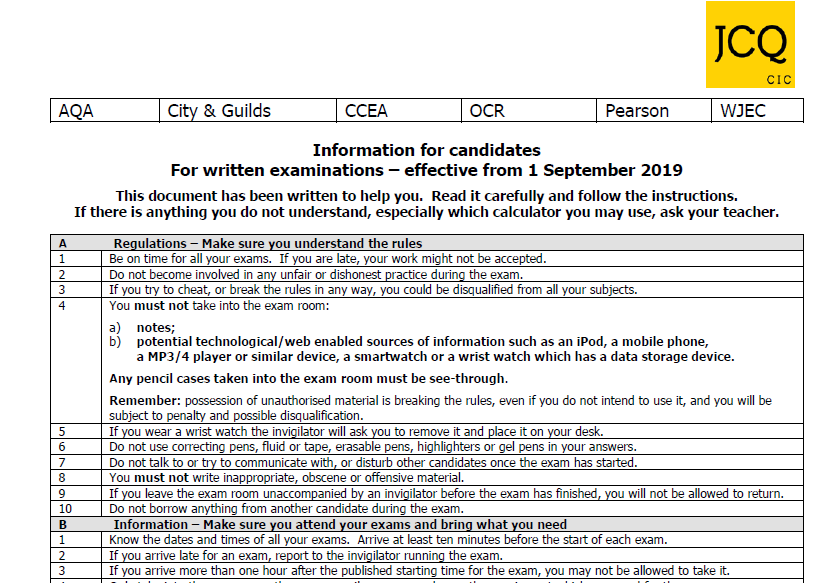 JCQ
CIC
AQA City & Guilds CCEA OCR Pearson WJEC
Information for candidates
For written examinations – effective from 1 September 2019
This document has been written to help you. Read it carefully and follow the instructions.
If there is anything you do not understand, especially which calculator you may use, ask your teacher.
A Regulations – Make sure you understand the rules
1 Be on time for all your exams. If you are late, your work might not be accepted.
2 Do not become involved in any unfair or dishonest practice during the exam.
3 If you try to cheat, or break the rules in any way, you could be disqualified from all your subjects.
4 You must not take into the exam room:
a) notes;
b) potential technological/web enabled sources of information such as an iPod, a mobile phone,
a MP3/4 player or similar device, a smartwatch or a wrist watch which has a data storage device.
Any pencil cases taken into the exam room must be see-through.
Remember: possession of unauthorised material is breaking the rules, even if you do not intend to use it, and you will be
subject to penalty and possible disqualification.
5 If you wear a wrist watch the invigilator will ask you to remove it and place it on your desk.
6 Do not use correcting pens, fluid or tape, erasable pens, highlighters or gel pens in your answers.
7 Do not talk to or try to communicate with, or disturb other candidates once the exam has started.
8 You must not write inappropriate, obscene or offensive material.
9 If you leave the exam room unaccompanied by an invigilator before the exam has finished, you will not be allowed to return.
10 Do not borrow anything from another candidate during the exam.
B Information – Make sure you attend your exams and bring what you need
1 Know the dates and times of all your exams. Arrive at least ten minutes before the start of each exam.
2 If you arrive late for an exam, report to the invigilator running the exam.
3 If you arrive more than one hour after the published starting time for the exam, you may not be allowed to take it.